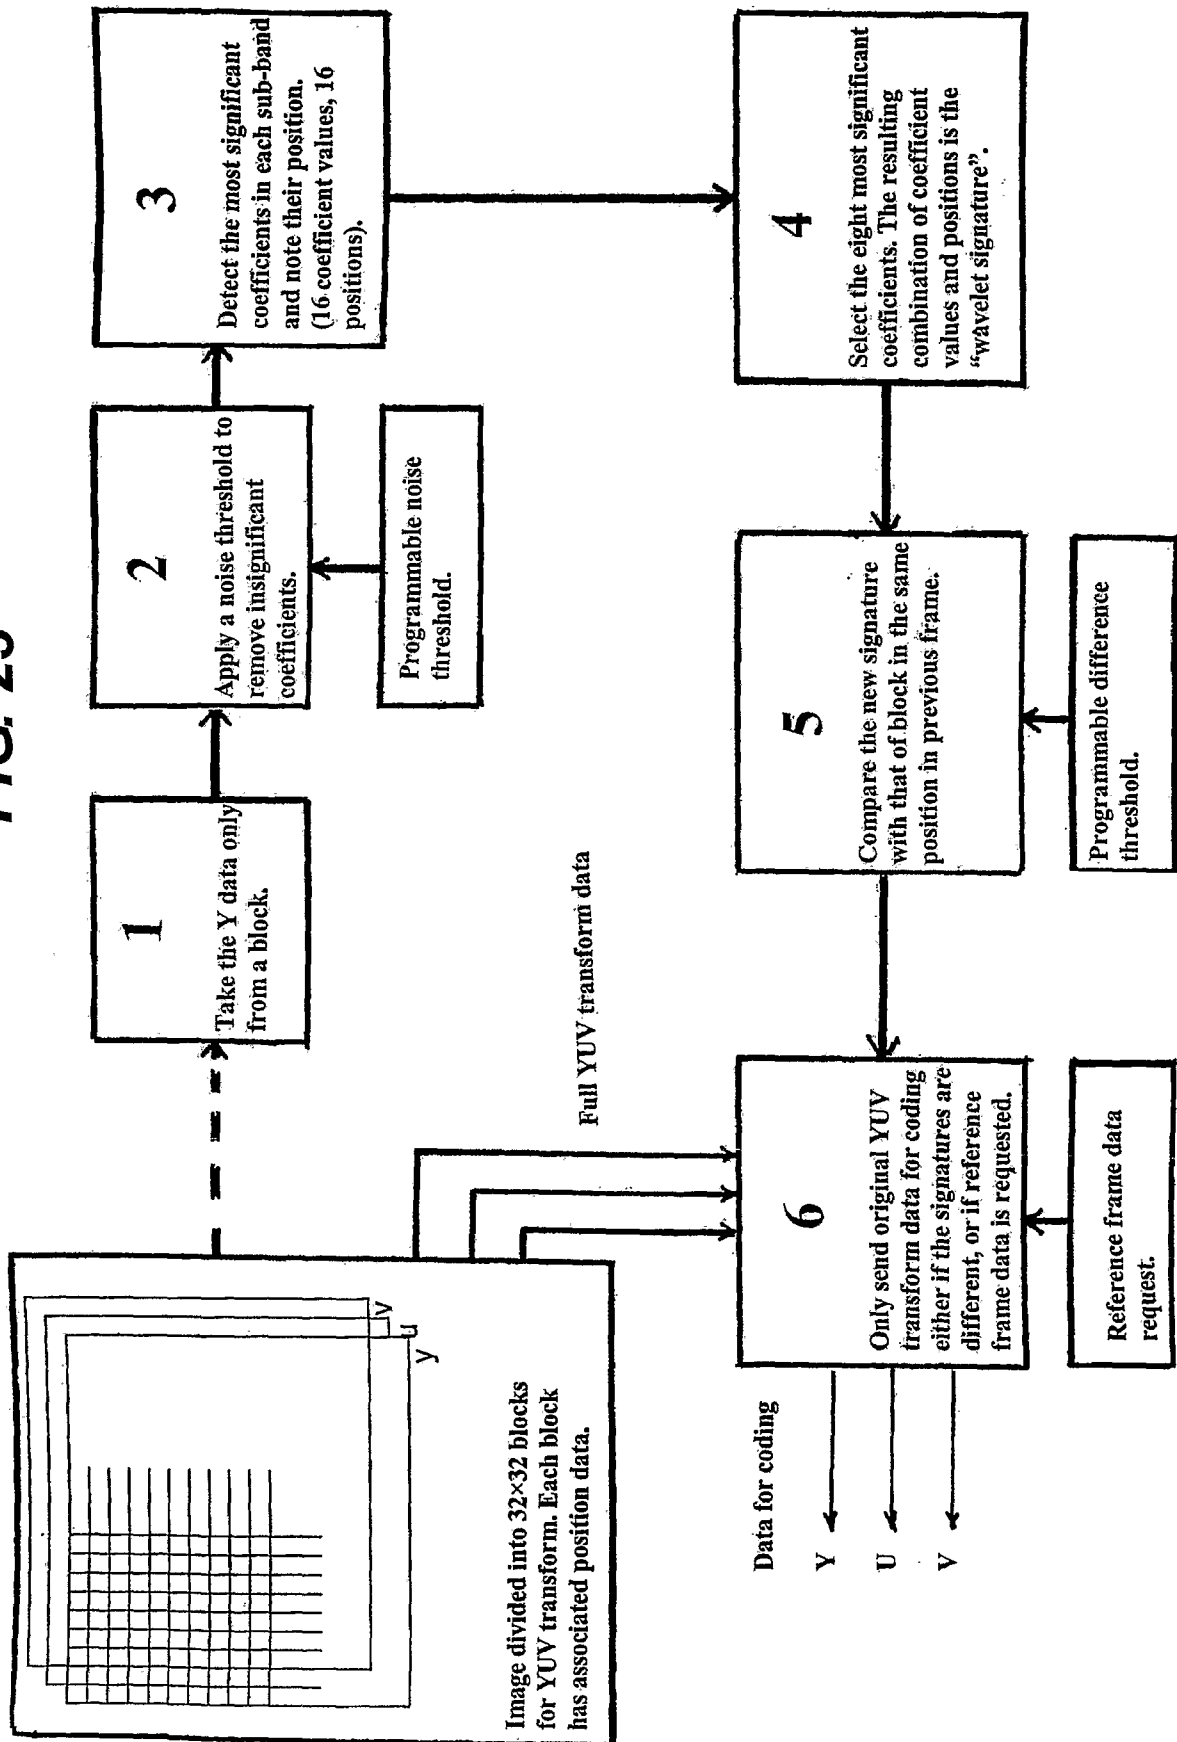 Image divided into 32×32 blocks
for YUV transform. Each block
has associated position data.
y
u
v
1
Take the Y data only
from a block.
2
Apply a noise threshold to
remove insignificant
coefficients.
Programmable noise
threshold.
3
Detect the most significant
coefficients in each sub-band
and note their position.
(16 coefficient values, 16
positions).
4
Select the eight most significant
coefficients. The resulting
combination of coefficient
values and positions is the
“wavelet signature”.
5
Compare the new signature
with that of block in the same
position in previous frame.
Programmable difference
threshold.
Full YUV transform data
6
Only send original YUV
transform data for coding
either if the signatures are
different, or if reference
frame data is requested.
Reference frame data
request.
Data for coding
Y
U
V